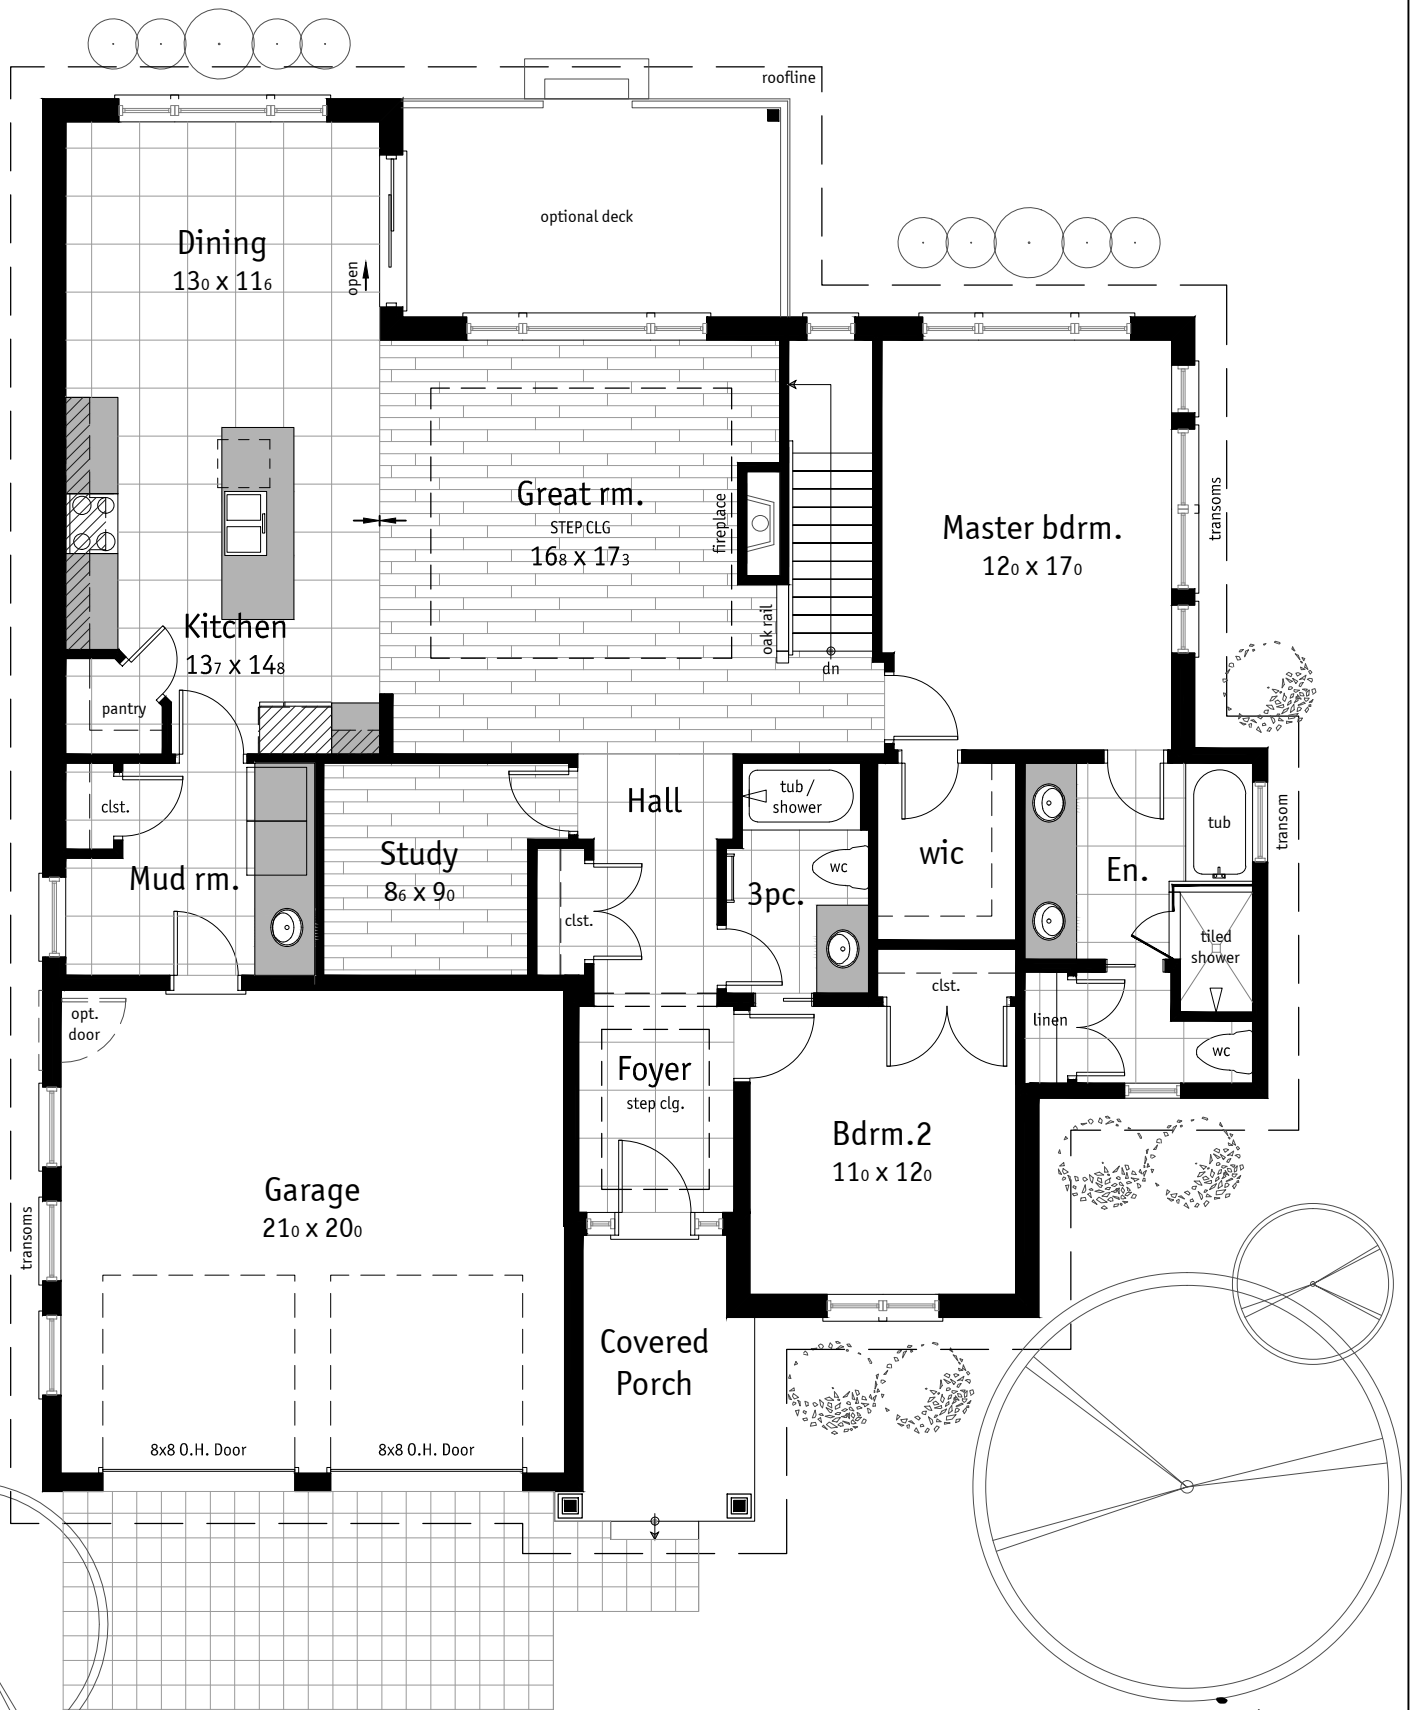 roofline
optional deck
Dining
13₀ x 11₆
open
Great rm.
STEP CLG
16₈ x 17₃
fireplace
oak rail
dn
Master bdrm.
12₀ x 17₀
transoms
Kitchen
13₇ x 14₈
pantry
clst.
Mud rm.
Study
8₆ x 9₀
Hall
clst.
tub /
shower
wc
3pc.
wic
En.
tub
transom
tiled
shower
clst.
linen
wc
opt.
door
Foyer
step clg.
Bdrm.2
11₀ x 12₀
Garage
21₀ x 20₀
transoms
Covered
Porch
8x8 O.H. Door
8x8 O.H. Door